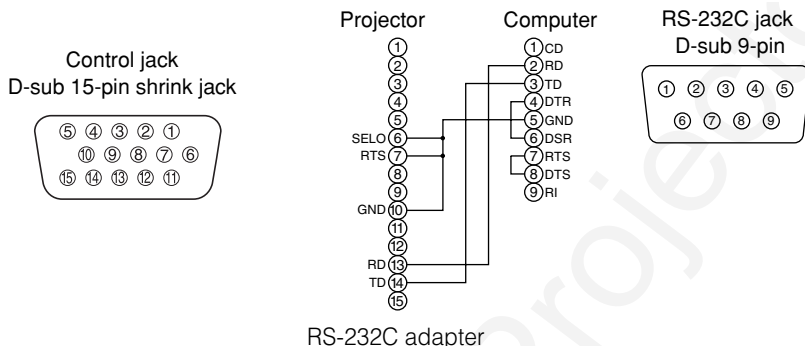 Projector
Computer
RS-232C jack
D-sub 9-pin
Control jack
D-sub 15-pin shrink jack
5 4 3 2 1
10 9 8 7 6
15 14 13 12 11
1
2
3
4
5
SELO 6
RTS 7
8
9
GND 10
11
12
RD 13
TD 14
15
1 CD
2 RD
3 TD
4 DTR
5 GND
6 DSR
7 RTS
8 DTS
9 RI
1 2 3 4 5
6 7 8 9
RS-232C adapter
Projecto